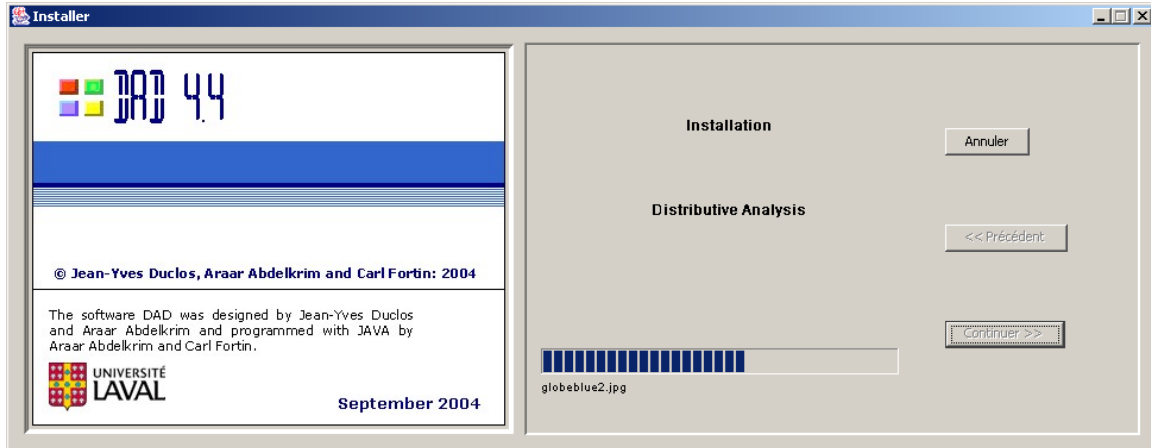 Installer
DAD 4.4
© Jean-Yves Duclos, Araar Abdelkrim and Carl Fortin: 2004
The software DAD was designed by Jean-Yves Duclos
and Araar Abdelkrim and programmed with JAVA by
Araar Abdelkrim and Carl Fortin.
UNIVERSITÉ
LAVAL
September 2004
Installation
Annuler
Distributive Analysis
<< Précédent
Continuer >>
globeblue2.jpg